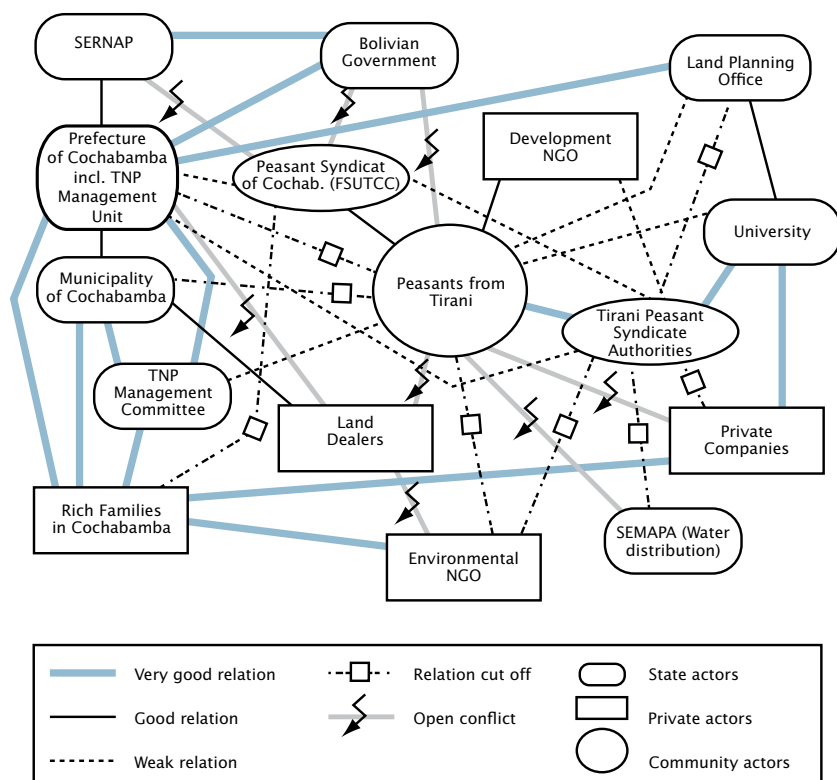 SERNAP
Bolivian
Government
Land Planning
Office
Prefecture
of Cochabamba
incl. TNP
Management
Unit
Peasant Syndicat
of Cochab. (FSUTCC)
Development
NGO
University
Municipality
of Cochabamba
Peasants from
Tirani
Tirani Peasant
Syndicate
Authorities
TNP
Management
Committee
Land
Dealers
Private
Companies
Rich Families
in Cochabamba
Environmental
NGO
SEMAPA (Water
distribution)
Very good relation
Good relation
Weak relation
Relation cut off
Open conflict
State actors
Private actors
Community actors